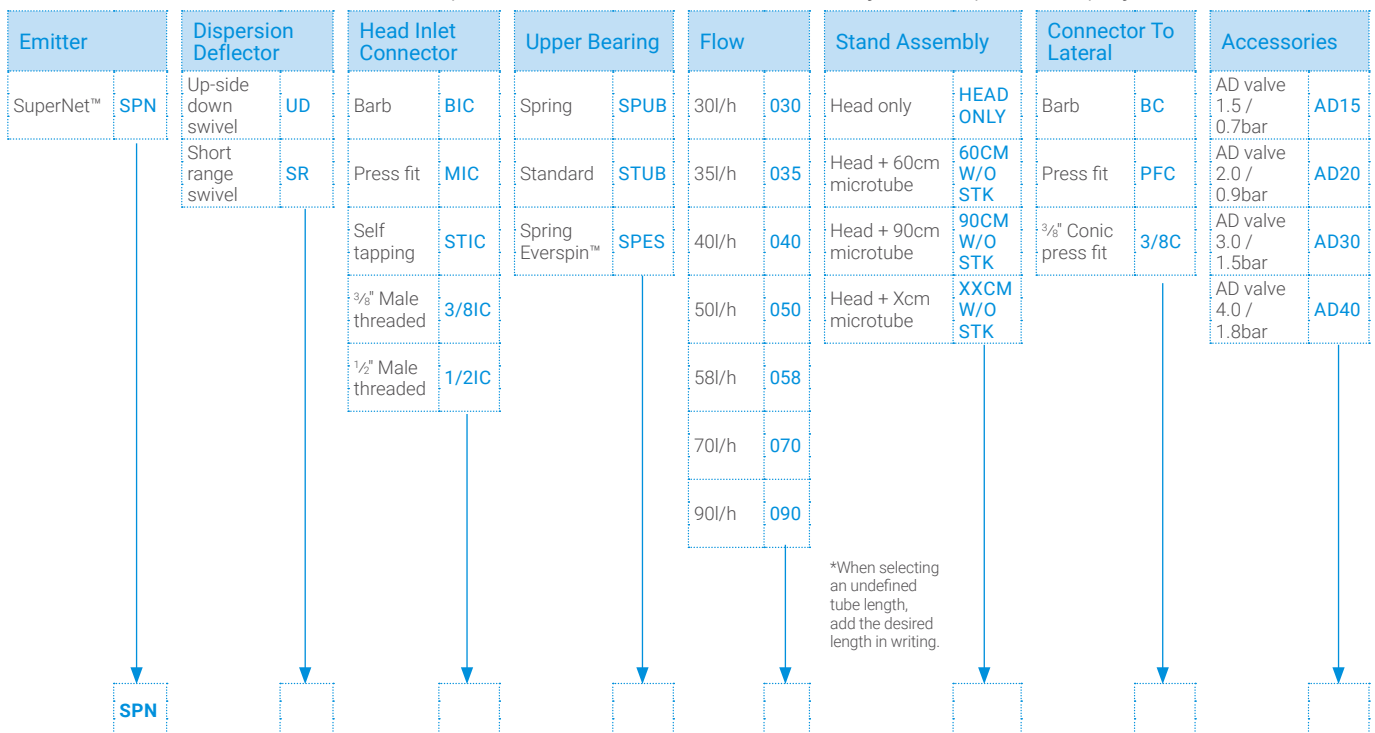 Emitter
SuperNet™ SPN
Dispersion
Deflector
Up-side
down
swivel
UD
Short
range
swivel
SR
Head Inlet
Connector
Barb BIC
Press fit MIC
Self
tapping
STIC
⅜" Male
threaded
3/8IC
½" Male
threaded
1/2IC
Upper Bearing
Spring SPUB
Standard STUB
Spring
Everspin™
SPES
Flow
30l/h 030
35l/h 035
40l/h 040
50l/h 050
58l/h 058
70l/h 070
90l/h 090
Stand Assembly
Head only
HEAD
ONLY
Head + 60cm
microtube
60CM
W/O
STK
Head + 90cm
microtube
90CM
W/O
STK
Head + Xcm
microtube
XXCM
W/O
STK
*When selecting
an undefined
tube length,
add the desired
length in writing.
Connector To
Lateral
Barb BC
Press fit PFC
⅜" Conic
press fit
3/8C
Accessories
AD valve
1.5 /
0.7bar
AD15
AD valve
2.0 /
0.9bar
AD20
AD valve
3.0 /
1.5bar
AD30
AD valve
4.0 /
1.8bar
AD40
SPN